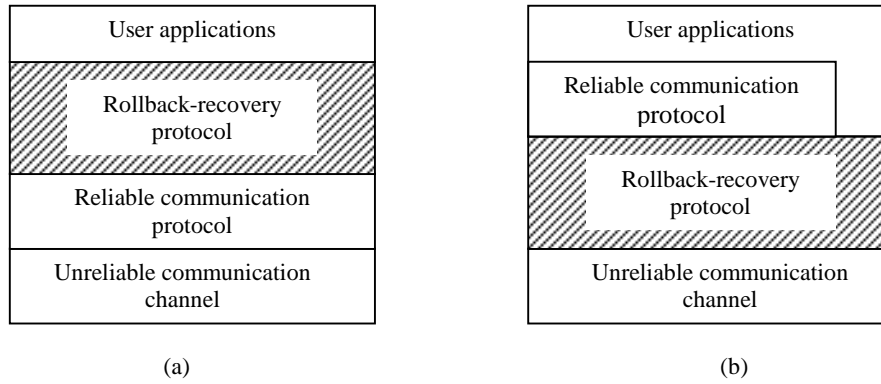 User applications
Rollback-recovery
protocol
Reliable communication
protocol
Unreliable communication
channel
(a)
User applications
Reliable communication
protocol
Rollback-recovery
protocol
Unreliable communication
channel
(b)